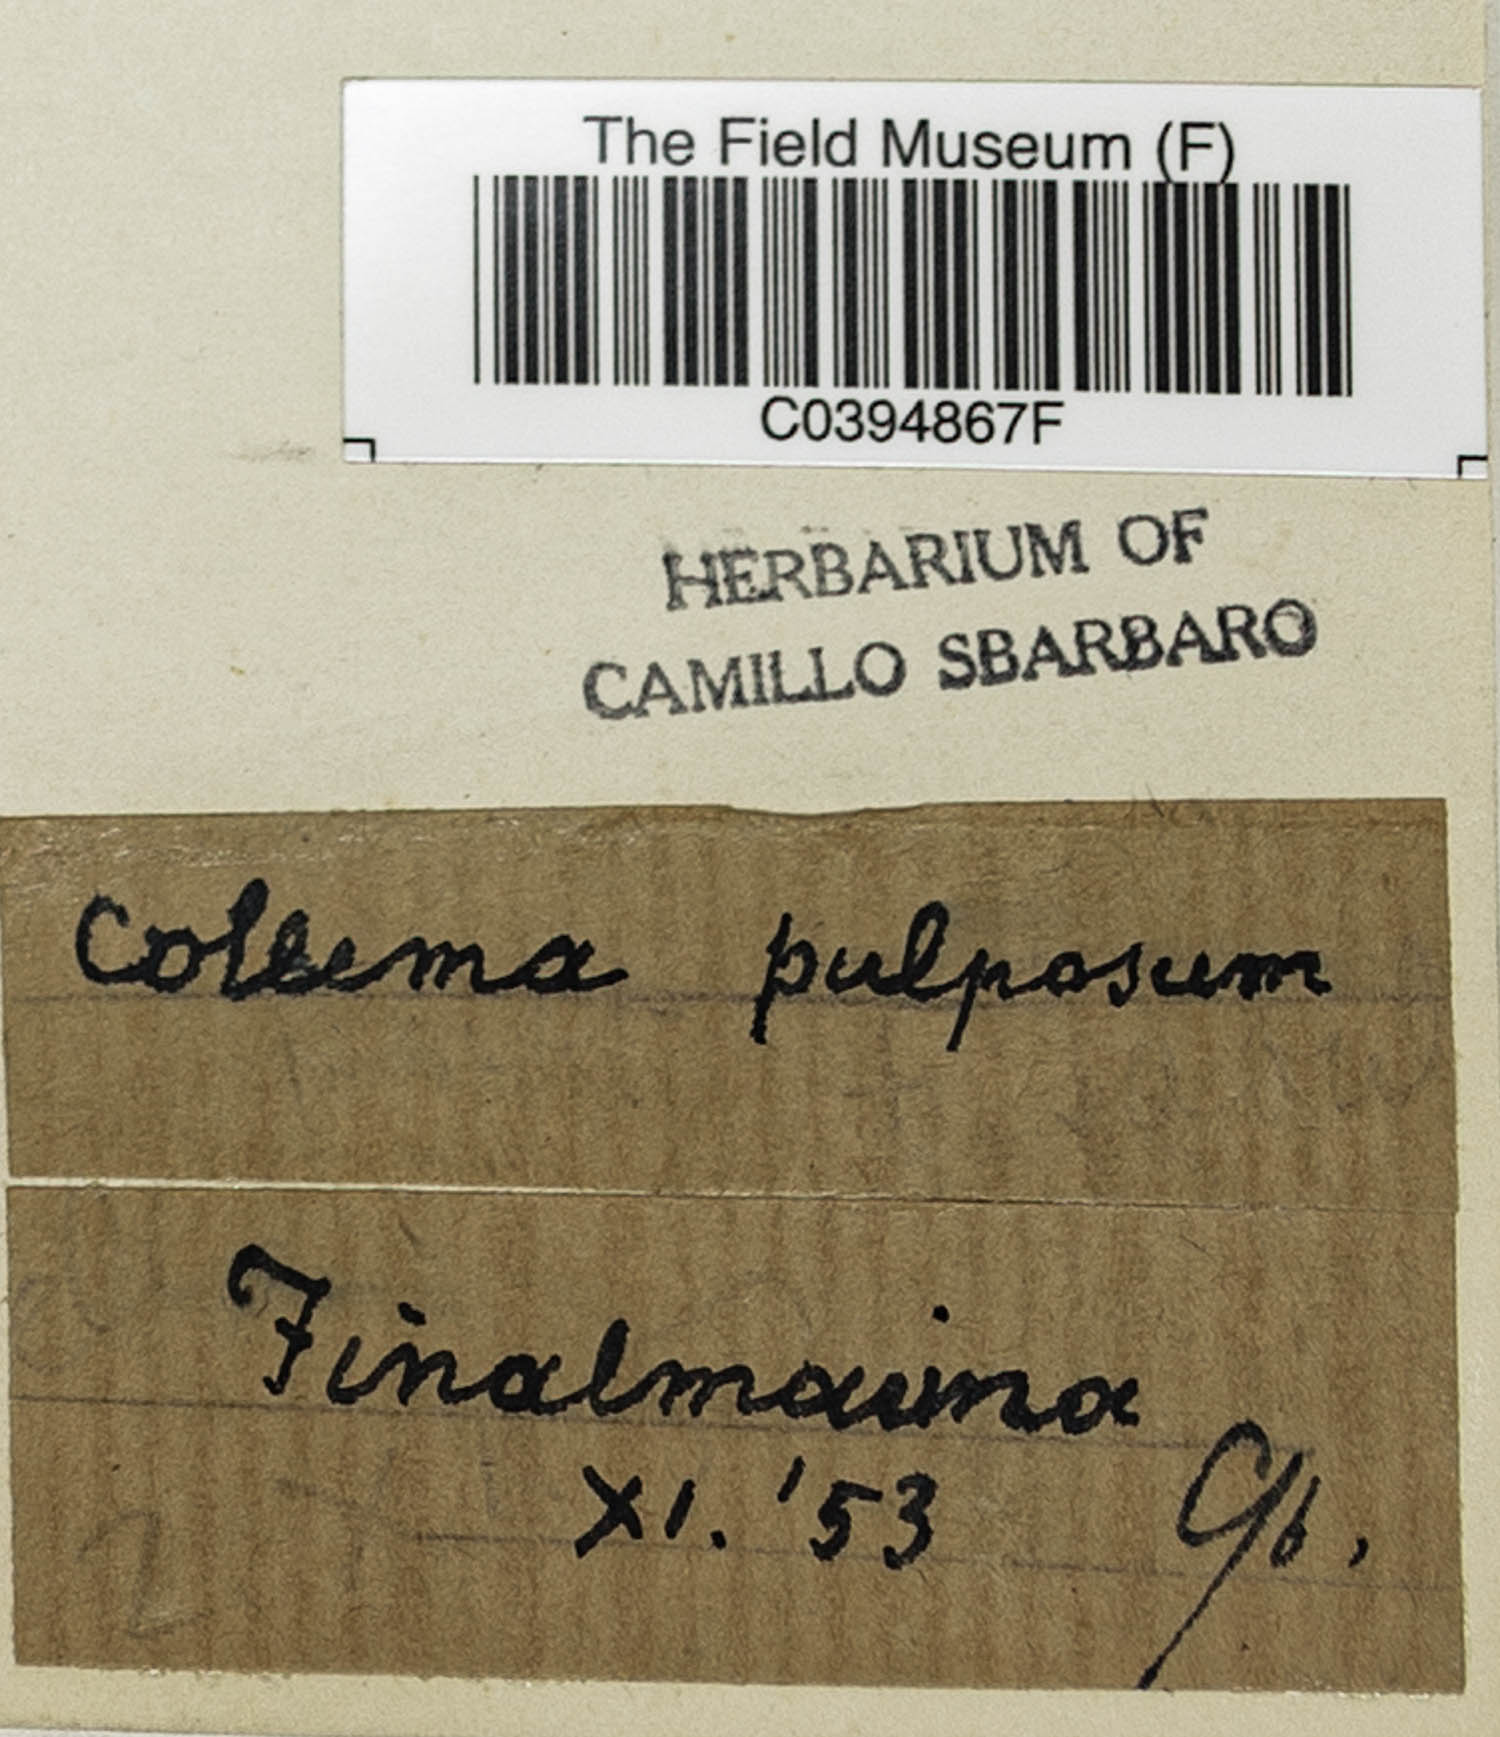 The Field Museum (F)
C0394867F
HERBARIUM OF
CAMILLO SBARBARO
Collema pulposum
Finalmarina
XI. '53